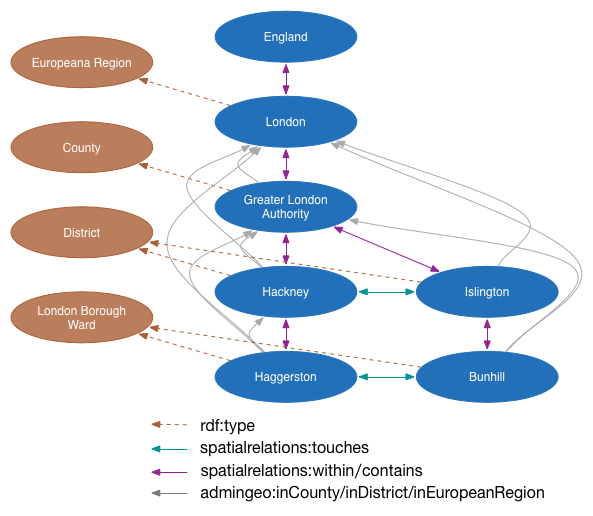 England
Europeana Region
London
County
Greater London
Authority
District
Hackney
Islington
London Borough
Ward
Haggerston
Bunhill
rdf:type
spatialrelations:touches
spatialrelations:within/contains
admingeo:inCounty/inDistrict/inEuropeanRegion